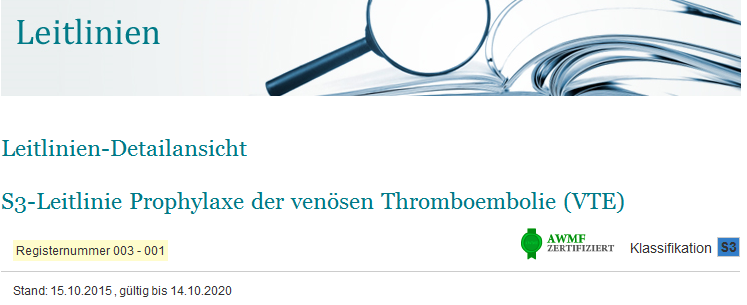 Leitlinien
Leitlinien-Detailansicht
S3-Leitlinie Prophylaxe der venösen Thromboembolie (VTE)
Registernummer 003 - 001
AWMF
ZERTIFIZIERT
Klassifikation S3
Stand: 15.10.2015 , gültig bis 14.10.2020